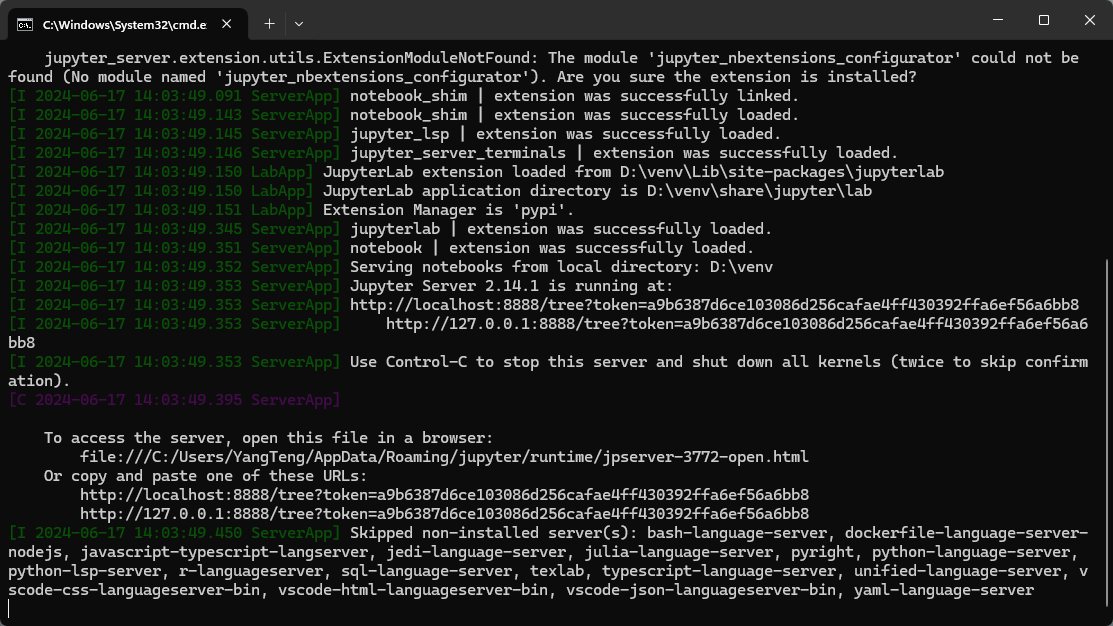 C:\Windows\System32\cmd.e
jupyter_server.extension.utils.ExtensionModuleNotFound: The module 'jupyter_nbextensions_configurator' could not be
found (No module named 'jupyter_nbextensions_configurator'). Are you sure the extension is installed?
[I 2024-06-17 14:03:49.091 ServerApp] notebook_shim | extension was successfully linked.
[I 2024-06-17 14:03:49.143 ServerApp] notebook_shim | extension was successfully loaded.
[I 2024-06-17 14:03:49.145 ServerApp] jupyter_lsp | extension was successfully loaded.
[I 2024-06-17 14:03:49.146 ServerApp] jupyter_server_terminals | extension was successfully loaded.
[I 2024-06-17 14:03:49.150 LabApp] JupyterLab extension loaded from D:\venv\Lib\site-packages\jupyterlab
[I 2024-06-17 14:03:49.150 LabApp] JupyterLab application directory is D:\venv\share\jupyter\lab
[I 2024-06-17 14:03:49.151 LabApp] Extension Manager is 'pypi'.
[I 2024-06-17 14:03:49.345 ServerApp] jupyterlab | extension was successfully loaded.
[I 2024-06-17 14:03:49.351 ServerApp] notebook | extension was successfully loaded.
[I 2024-06-17 14:03:49.352 ServerApp] Serving notebooks from local directory: D:\venv
[I 2024-06-17 14:03:49.353 ServerApp] Jupyter Server 2.14.1 is running at:
[I 2024-06-17 14:03:49.353 ServerApp] http://localhost:8888/tree?token=a9b6387d6ce103086d256cafae4ff430392ffa6ef56a6bb8
[I 2024-06-17 14:03:49.353 ServerApp]     http://127.0.0.1:8888/tree?token=a9b6387d6ce103086d256cafae4ff430392ffa6ef56a6
bb8
[I 2024-06-17 14:03:49.353 ServerApp] Use Control-C to stop this server and shut down all kernels (twice to skip confirm
ation).
[C 2024-06-17 14:03:49.395 ServerApp]
To access the server, open this file in a browser:
file:///C:/Users/YangTeng/AppData/Roaming/jupyter/runtime/jpserver-3772-open.html
Or copy and paste one of these URLs:
http://localhost:8888/tree?token=a9b6387d6ce103086d256cafae4ff430392ffa6ef56a6bb8
http://127.0.0.1:8888/tree?token=a9b6387d6ce103086d256cafae4ff430392ffa6ef56a6bb8
[I 2024-06-17 14:03:49.450 ServerApp] Skipped non-installed server(s): bash-language-server, dockerfile-language-server-
nodejs, javascript-typescript-langserver, jedi-language-server, julia-language-server, pyright, python-language-server,
python-lsp-server, r-languageserver, sql-language-server, texlab, typescript-language-server, unified-language-server, v
scode-css-languageserver-bin, vscode-html-languageserver-bin, vscode-json-languageserver-bin, yaml-language-server